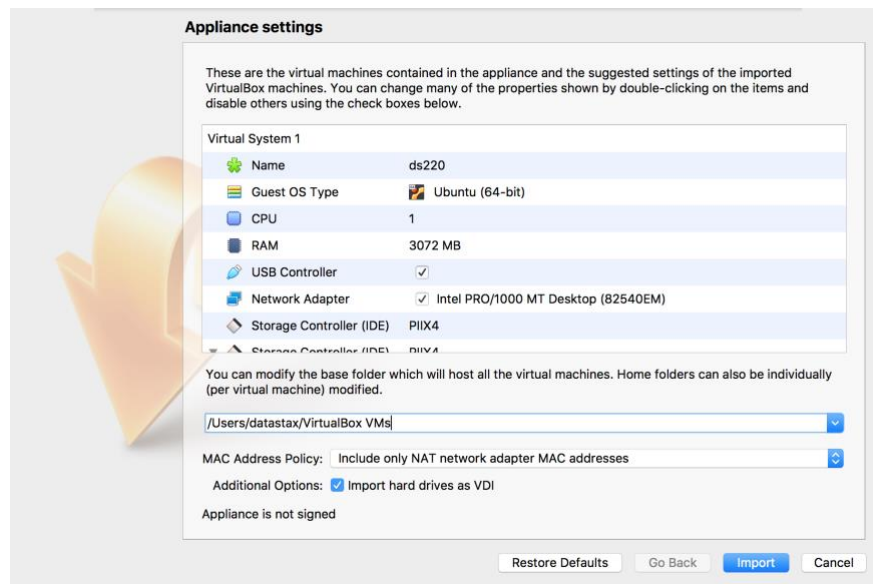 Appliance settings
These are the virtual machines contained in the appliance and the suggested settings of the imported
VirtualBox machines. You can change many of the properties shown by double-clicking on the items and
disable others using the check boxes below.
Virtual System 1
Name ds220
Guest OS Type Ubuntu (64-bit)
CPU 1
RAM 3072 MB
USB Controller
Network Adapter Intel PRO/1000 MT Desktop (82540EM)
Storage Controller (IDE) PIIX4
Storage Controller (IDE) PIIX4
You can modify the base folder which will host all the virtual machines. Home folders can also be individually
(per virtual machine) modified.
/Users/datastax/VirtualBox VMs
MAC Address Policy: Include only NAT network adapter MAC addresses
Additional Options: Import hard drives as VDI
Appliance is not signed
Restore Defaults Go Back Import Cancel